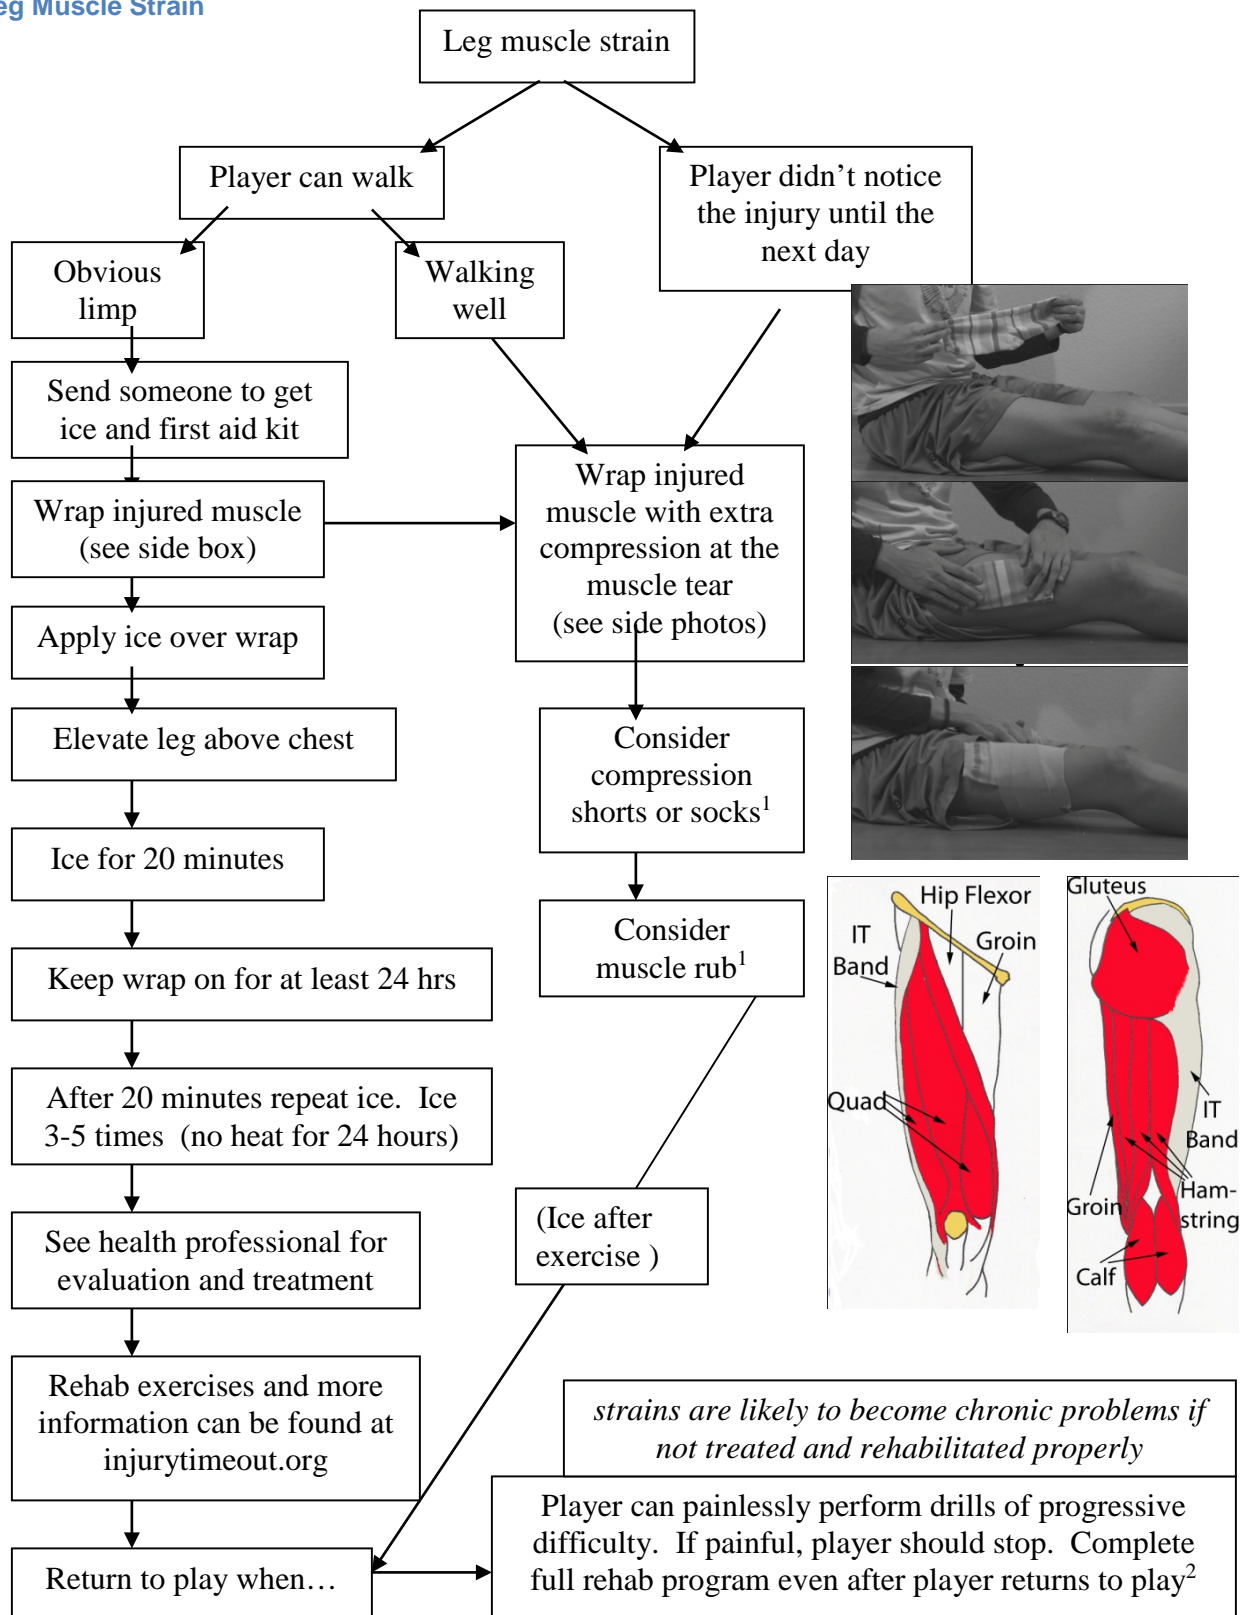 eg Muscle Strain
Leg muscle strain
Player can walk
Player didn’t notice
the injury until the
next day
Obvious
limp
Walking
well
Send someone to get
ice and first aid kit
Wrap injured muscle
(see side box)
Wrap injured
muscle with extra
compression at the
muscle tear
(see side photos)
Apply ice over wrap
Elevate leg above chest
Consider
compression
shorts or socks¹
Ice for 20 minutes
Consider
muscle rub¹
Keep wrap on for at least 24 hrs
After 20 minutes repeat ice.  Ice
3-5 times  (no heat for 24 hours)
(Ice after
exercise )
See health professional for
evaluation and treatment
Rehab exercises and more
information can be found at
injurytimeout.org
Return to play when…
Hip Flexor
IT
Band
Groin
Quad
Gluteus
IT
Band
Ham-
string
Groin
Calf
strains are likely to become chronic problems if
not treated and rehabilitated properly
Player can painlessly perform drills of progressive
difficulty.  If painful, player should stop.  Complete
full rehab program even after player returns to play²